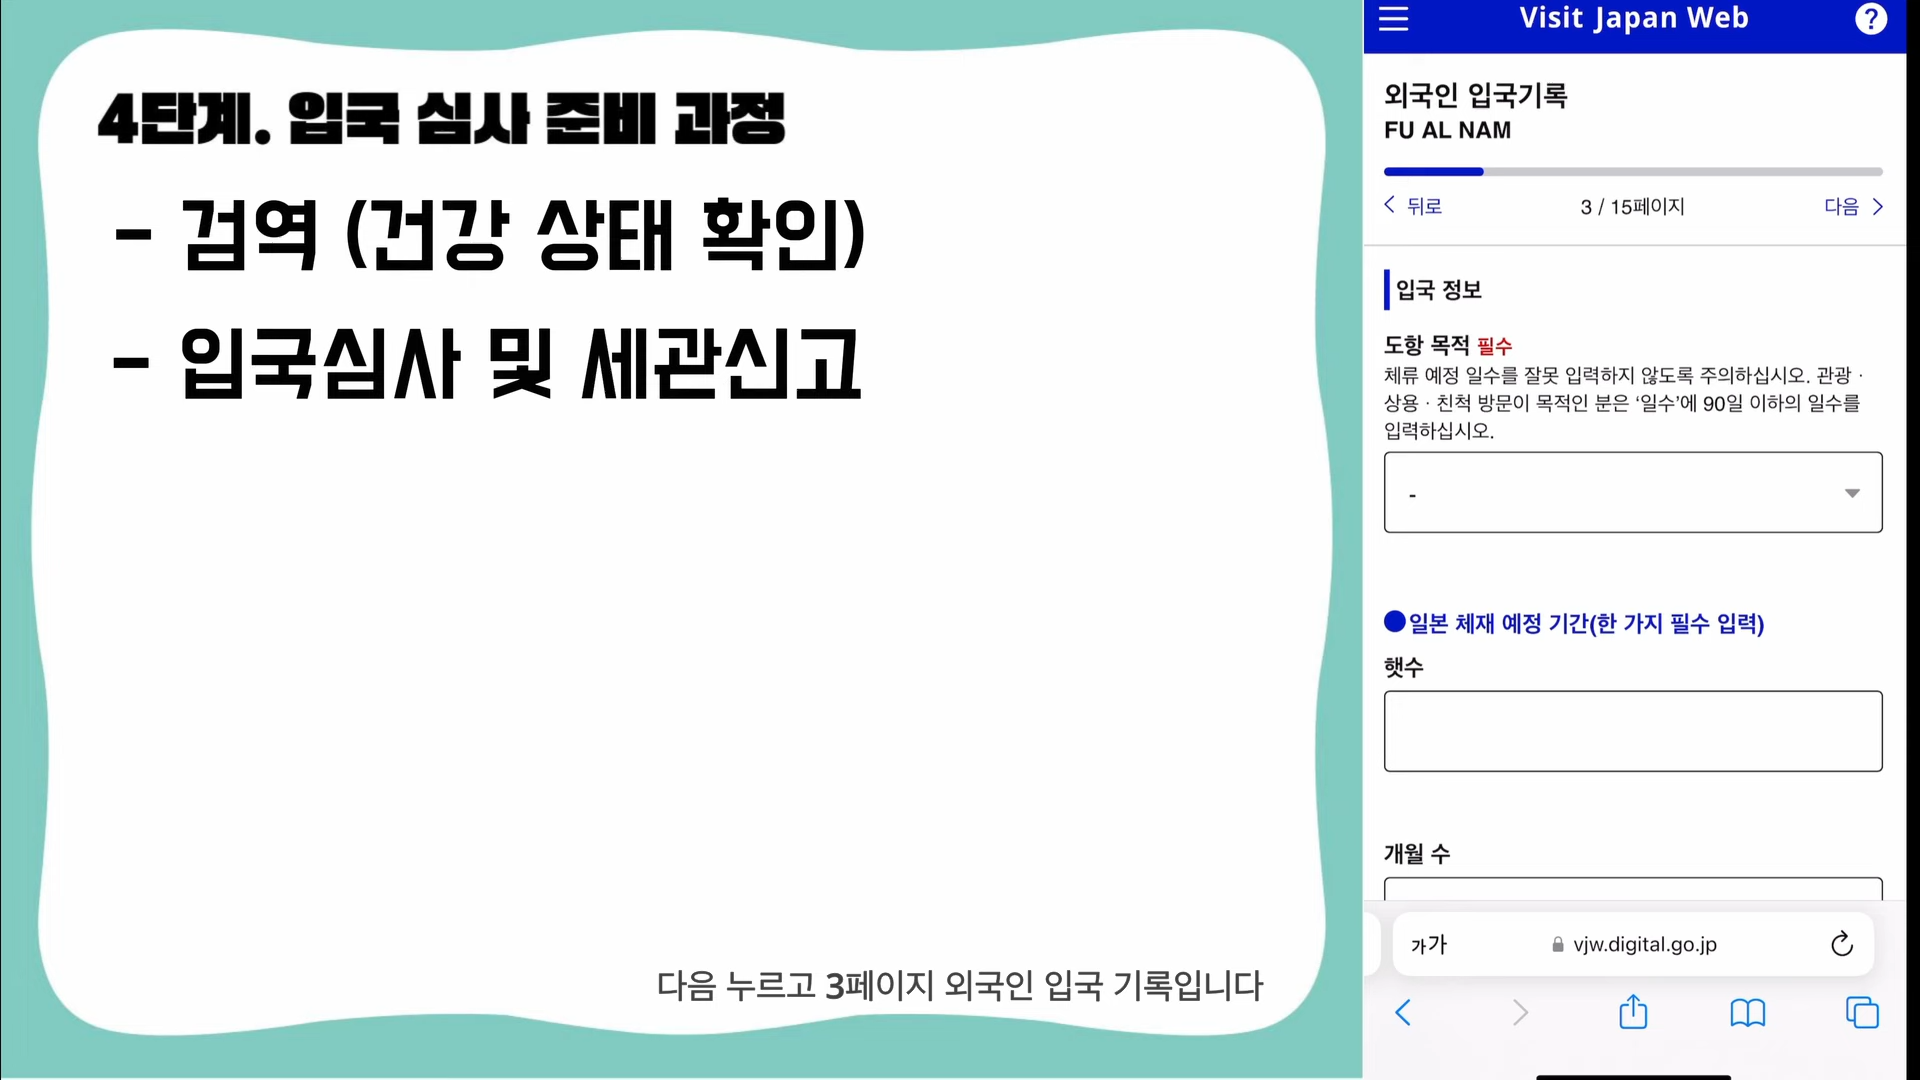 4단계. 입국 심사 준비 과정
- 검역 (건강 상태 확인)
- 입국심사 및 세관신고
다음 누르고 3페이지 외국인 입국 기록입니다
Visit Japan Web
?
외국인 입국기록
FU AL NAM
뒤로
3 / 15페이지
다음
입국 정보
도항 목적 필수
체류 예정 일수를 잘못 입력하지 않도록 주의하십시오. 관광 ·
상용 · 친척 방문이 목적인 분은 ‘일수’에 90일 이하의 일수를
입력하십시오.
-
●일본 체재 예정 기간(한 가지 필수 입력)
햇수
개월 수
가가
vjw.digital.go.jp